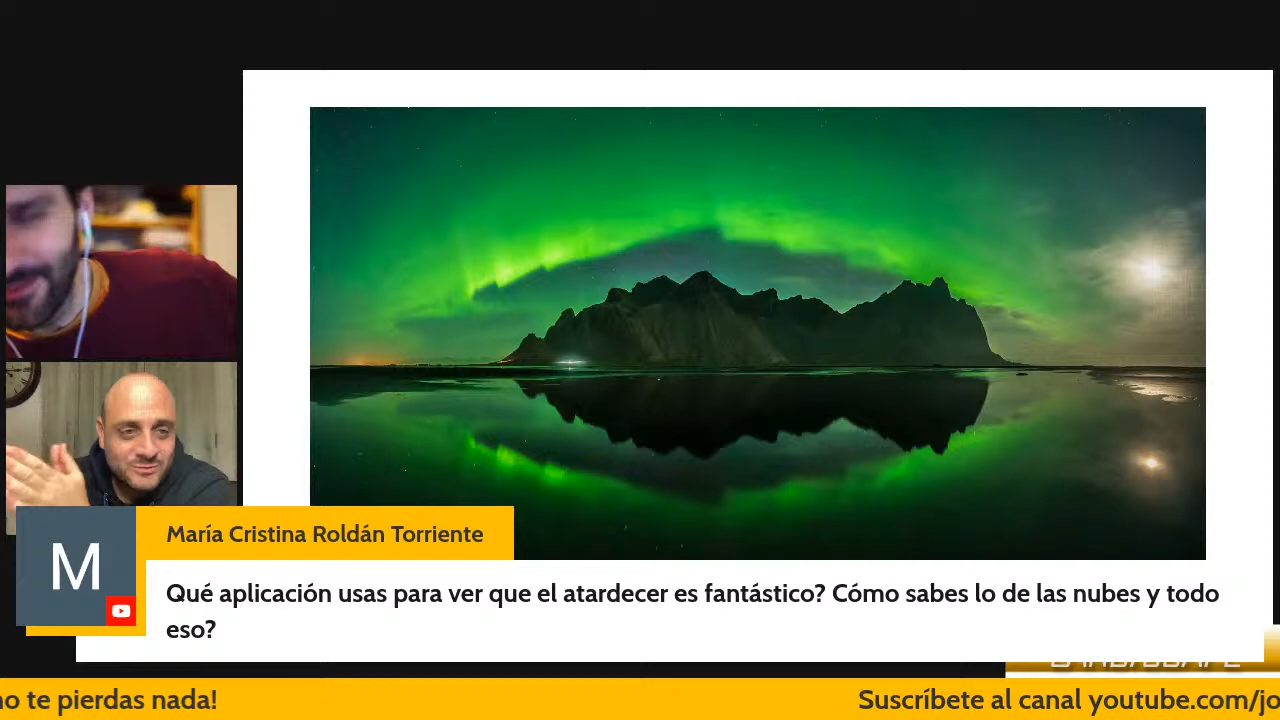 María Cristina Roldán Torriente
M
Qué aplicación usas para ver que el atardecer es fantástico? Cómo sabes lo de las nubes y todo
eso?
no te pierdas nada!
Suscríbete al canal youtube.com/jo